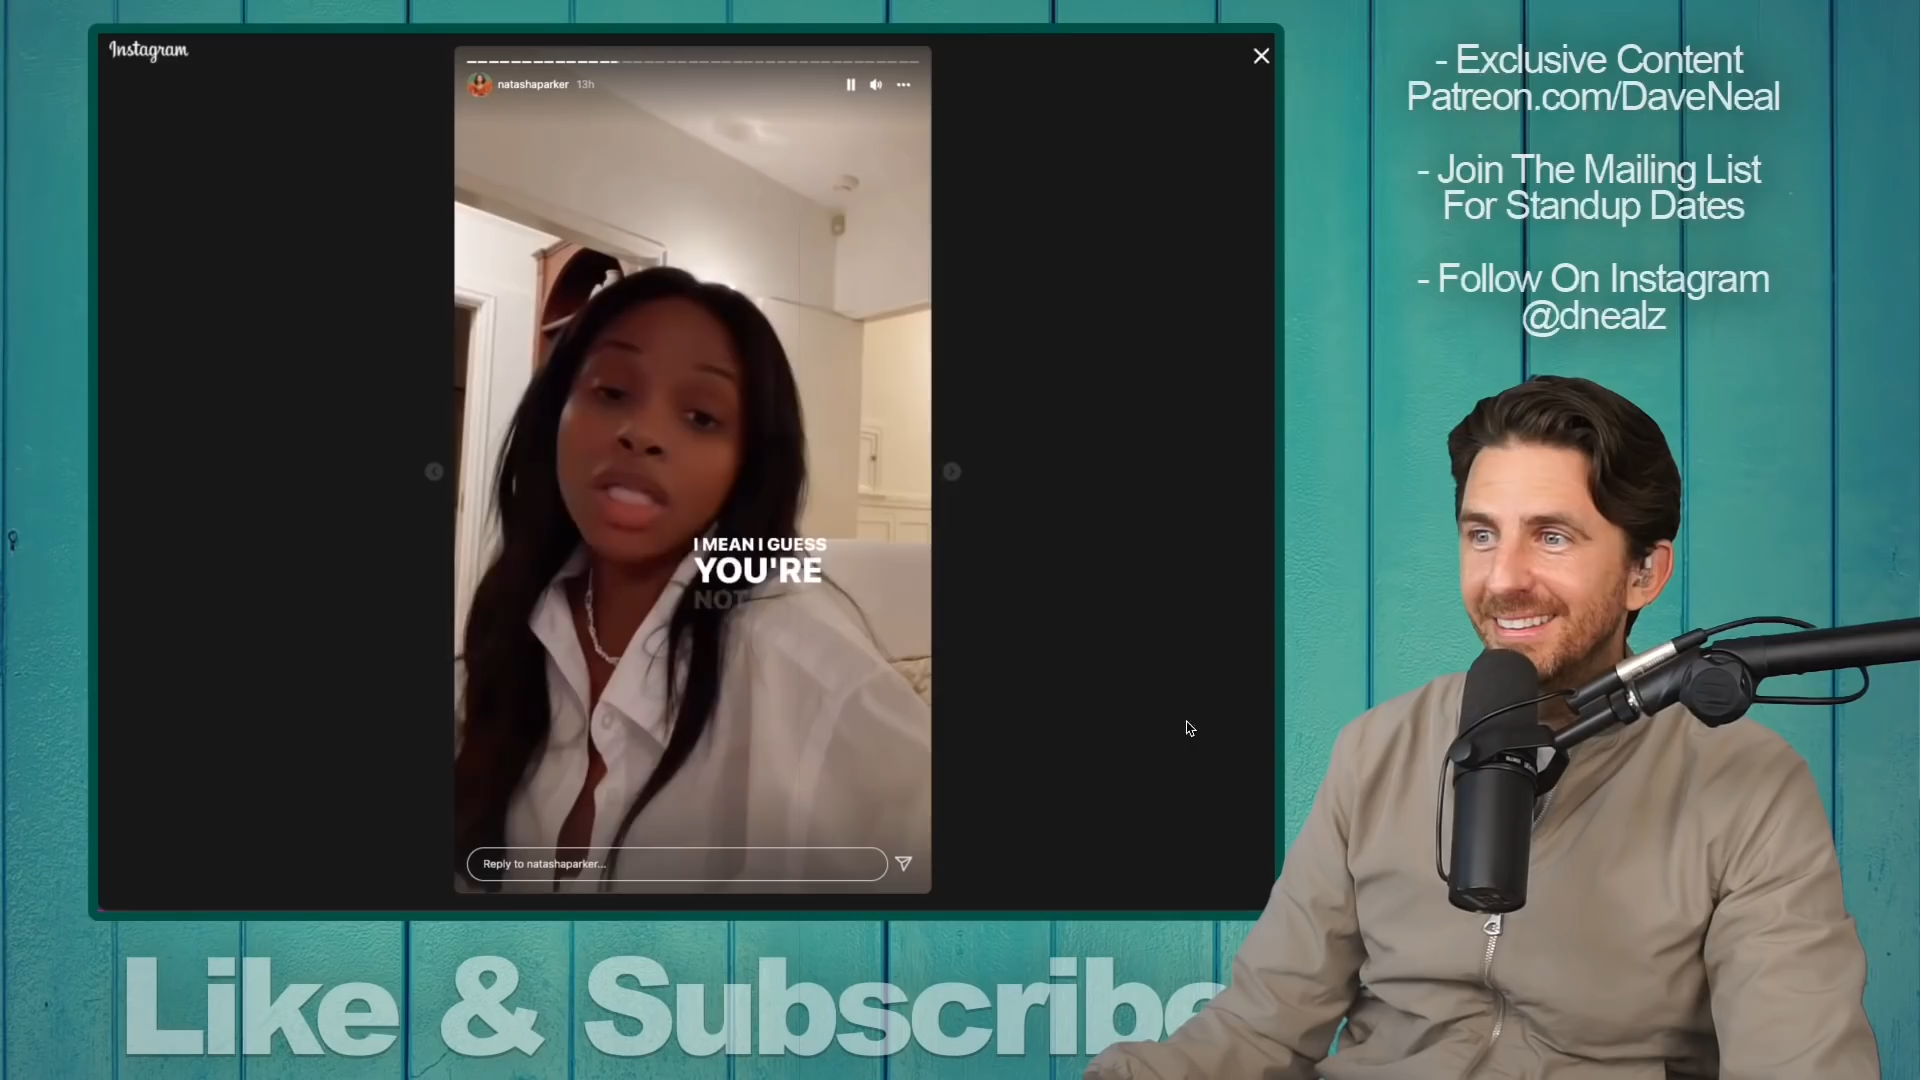 Instagram
natashaparker 13h
I MEAN I GUESS
YOU'RE
NOT
Reply to natashaparker...
- Exclusive Content
Patreon.com/DaveNeal
- Join The Mailing List
For Standup Dates
- Follow On Instagram
@dnealz
Like & Subscribe